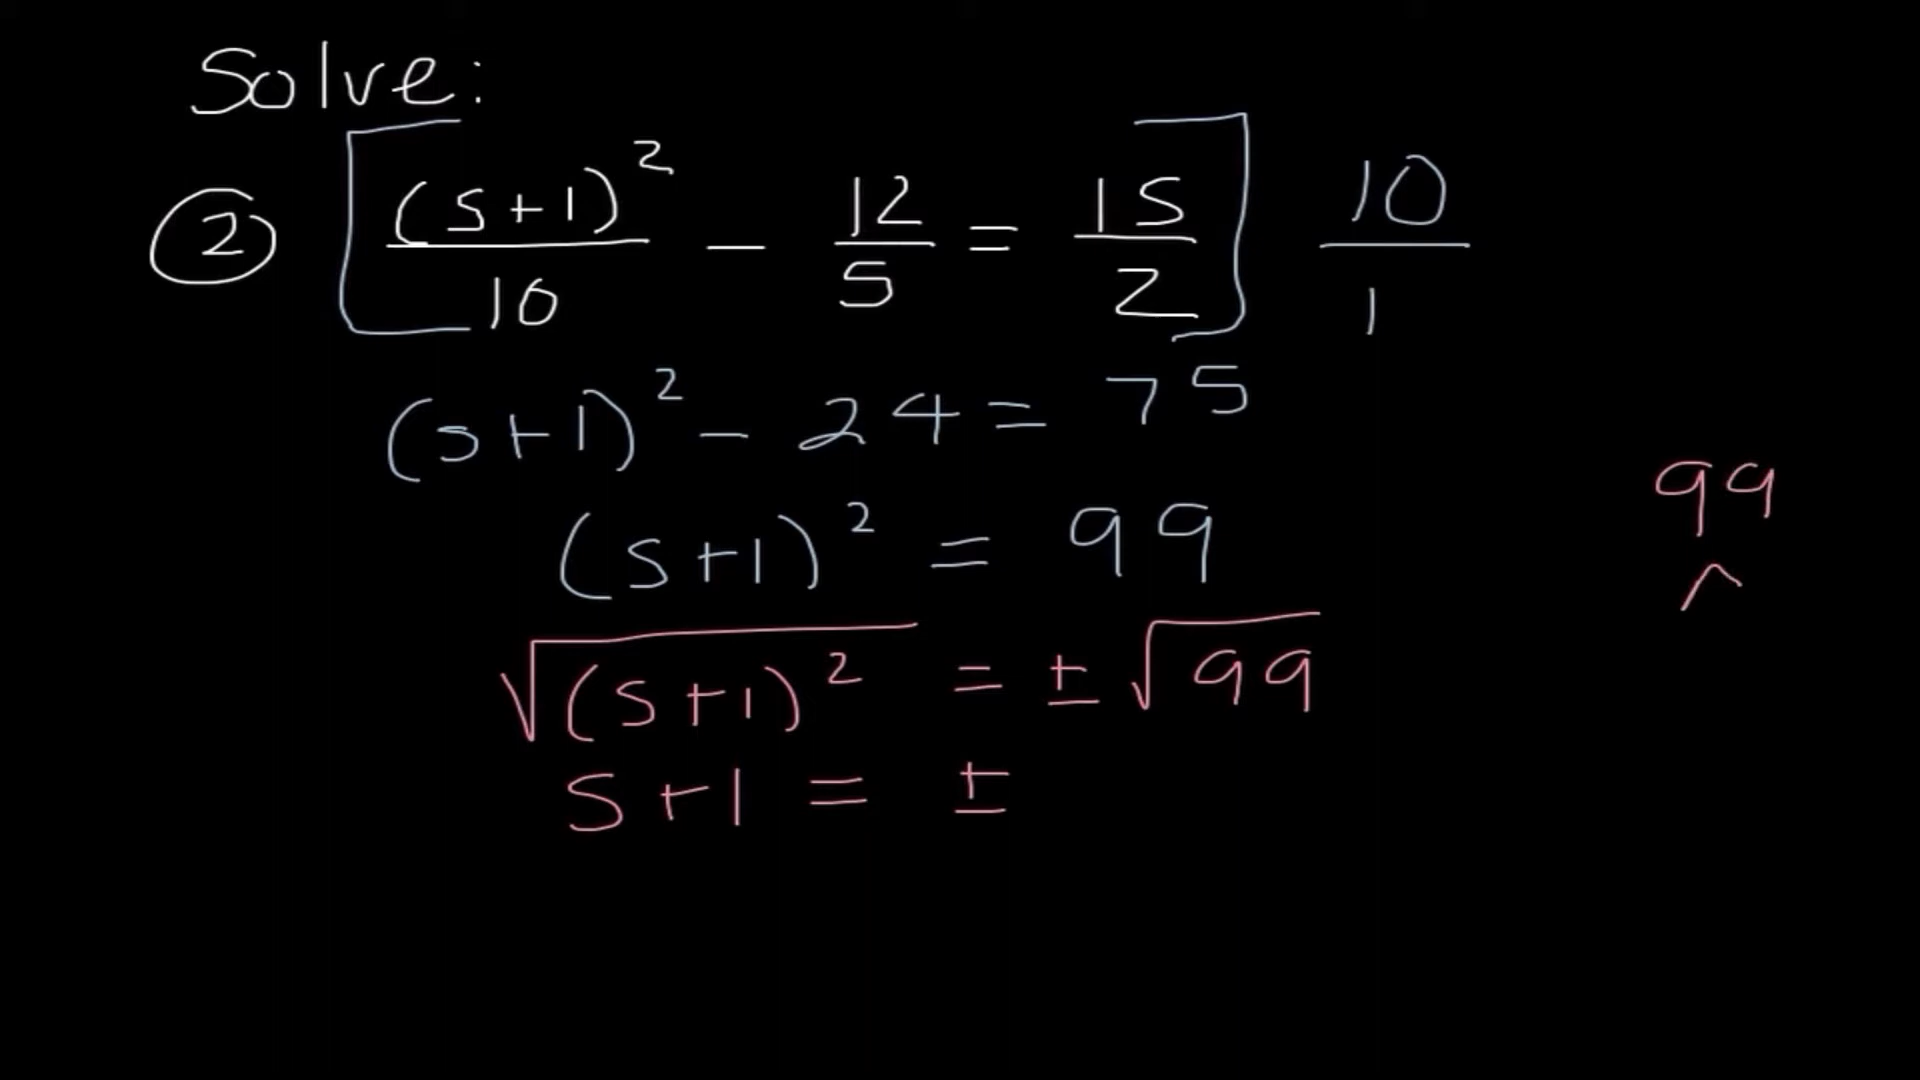 Solve:
② [(s+1)²/10 − 12/5 = 15/2] 10/1
(s+1)² − 24 = 75
(s+1)² = 99
99
√(s+1)² = ±√99
s+1 = ±